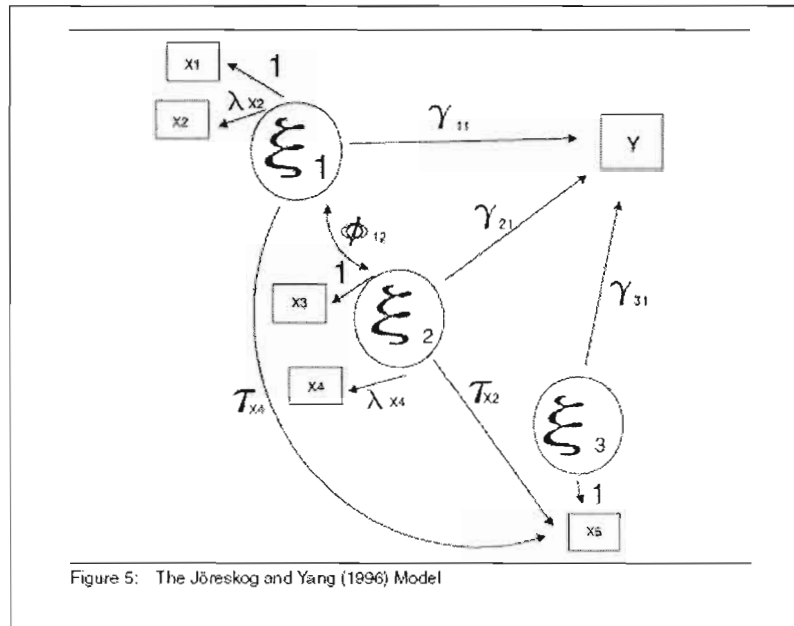 X1
1
X2
λ X2
ξ 1
γ 11
Y
ϕ 12
γ 21
1
X3
ξ 2
γ 31
X4
λ X4
τ X4
τ X2
ξ 3
1
X5
Figure 5: The Jöreskog and Yang (1996) Model